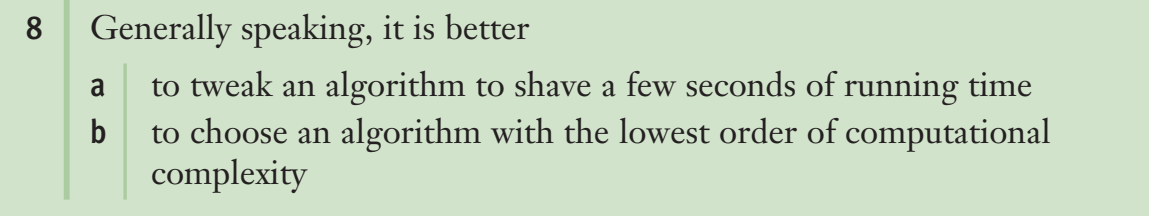 8 Generally speaking, it is better
a to tweak an algorithm to shave a few seconds of running time
b to choose an algorithm with the lowest order of computational
complexity